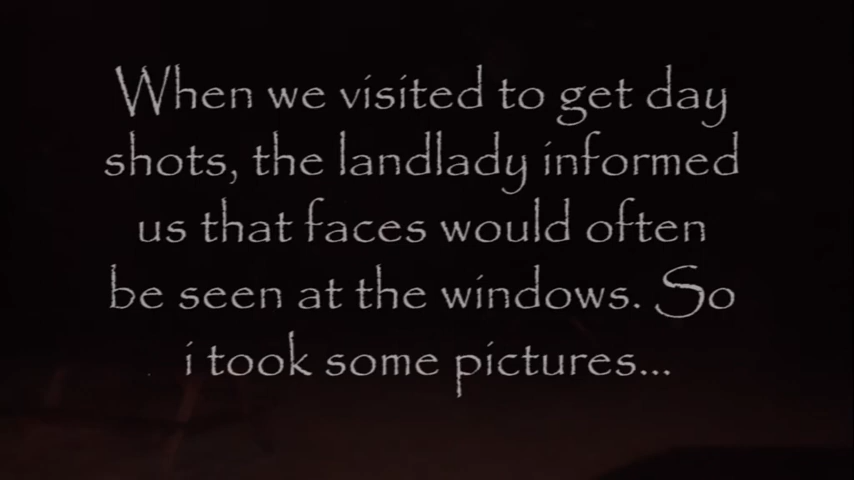 When we visited to get day
shots, the landlady informed
us that faces would often
be seen at the windows. So
i took some pictures...